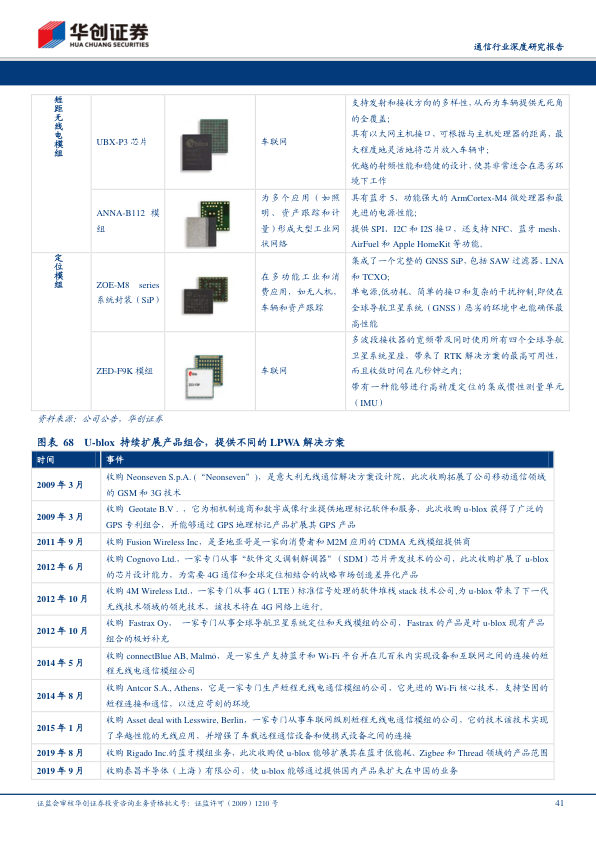 华创证券
HUA CHUANG SECURITIES
通信行业深度研究报告
短
距
无
线
电
模
组
UBX-P3 芯片
车联网
支持发射和接收方向的多样性，从而为车辆提供无死角
的全覆盖；
具有以太网主机接口，可根据与主机处理器的距离，最
大程度地灵活地将芯片放入车辆中；
优越的射频性能和稳健的设计，使其非常适合在恶劣环
境下工作
ANNA-B112 模
组
为多个应用（如照
明、资产跟踪和计
量）形成大型工业网
状网络
具有蓝牙 5、功能强大的 ArmCortex-M4 微处理器和最
先进的电源性能；
提供 SPI、I2C 和 I2S 接口，还支持 NFC、蓝牙 mesh、
AirFuel 和 Apple HomeKit 等功能。
定
位
模
组
ZOE-M8 series
系统封装（SiP）
在多功能工业和消
费应用，如无人机、
车辆和资产跟踪
集成了一个完整的 GNSS SiP，包括 SAW 过滤器、LNA
和 TCXO;
单电源,低功耗、简单的接口和复杂的干扰抑制,即使在
全球导航卫星系统（GNSS）恶劣的环境中也能确保最
高性能
ZED-F9K 模组
车联网
多波段接收器的宽频带及同时使用所有四个全球导航
卫星系统星座，带来了 RTK 解决方案的最高可用性，
而且收敛时间在几秒钟之内；
带有一种能够进行高精度定位的集成惯性测量单元
（IMU）
资料来源：公司公告，华创证券
图表 68 U-blox 持续扩展产品组合，提供不同的 LPWA 解决方案
时间 事件
2009 年 3 月
收购 Neonseven S.p.A. (“Neonseven”)，是意大利无线通信解决方案设计院，此次收购拓展了公司移动通信领域
的 GSM 和 3G 技术
2009 年 3 月
收购 Geotate B.V．，它为相机制造商和数字成像行业提供地理标记软件和服务，此次收购 u-blox 获得了广泛的
GPS 专利组合，并能够通过 GPS 地理标记产品扩展其 GPS 产品
2011 年 9 月 收购 Fusion Wireless Inc，是圣地亚哥一家向消费者和 M2M 应用的 CDMA 无线模组提供商
2012 年 6 月
收购 Cognovo Ltd.，一家专门从事“软件定义调制解调器”（SDM）芯片开发技术的公司，此次收购扩展了 u-blox
的芯片设计能力，为需要 4G 通信和全球定位相结合的战略市场创造差异化产品
2012 年 10 月
收购 4M Wireless Ltd.，一家专门从事 4G（LTE）标准信号处理的软件堆栈 stack 技术公司,为 u-blox 带来了下一代
无线技术领域的领先技术，该技术将在 4G 网络上运行。
2012 年 10 月
收购 Fastrax Oy， 一家专门从事全球导航卫星系统定位和天线模组的公司，Fastrax 的产品是对 u-blox 现有产品
组合的极好补充
2014 年 5 月
收购 connectBlue AB, Malmö，是一家生产支持蓝牙和 Wi-Fi 平台并在几百米内实现设备和互联网之间的连接的短
程无线电通信模组公司
2014 年 8 月
收购 Antcor S.A., Athens，它是一家专门生产短程无线电通信模组的公司，它先进的 Wi-Fi 核心技术，支持坚固的
短程连接和通信，以适应苛刻的环境
2015 年 1 月
收购 Asset deal with Lesswire, Berlin，一家专门从事车联网级别短程无线电通信模组的公司，它的技术该技术实现
了卓越性能的无线应用，并增强了车载远程通信设备和便携式设备之间的连接
2019 年 8 月 收购 Rigado Inc.的蓝牙模组业务，此次收购使 u-blox 能够扩展其在蓝牙低能耗、Zigbee 和 Thread 领域的产品范围
2019 年 9 月 收购泰昌半导体（上海）有限公司，使 u-blox 能够通过提供国内产品来扩大在中国的业务
证监会审核华创证券投资咨询业务资格批文号：证监许可（2009）1210 号
41